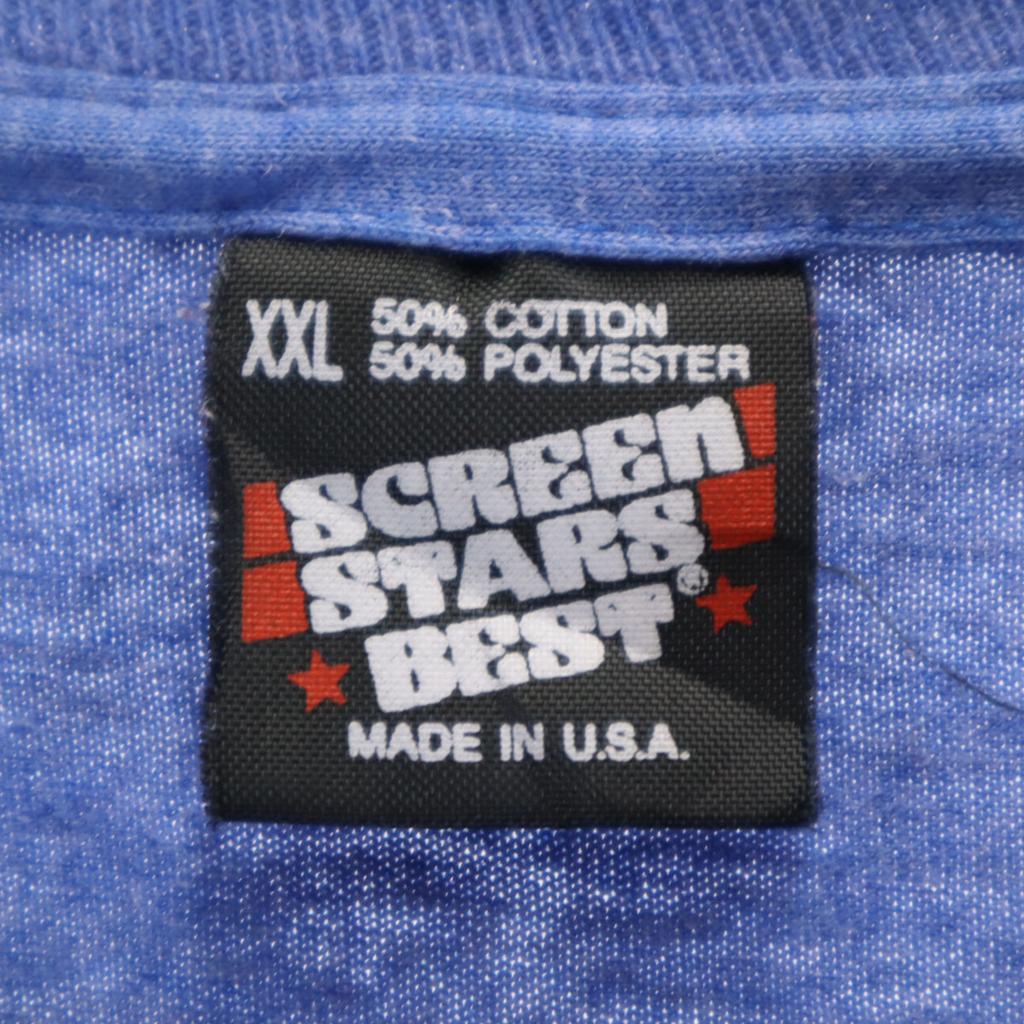 XXL 50% COTTON
50% POLYESTER
SCREEN
STARS
BEST®
MADE IN U.S.A.